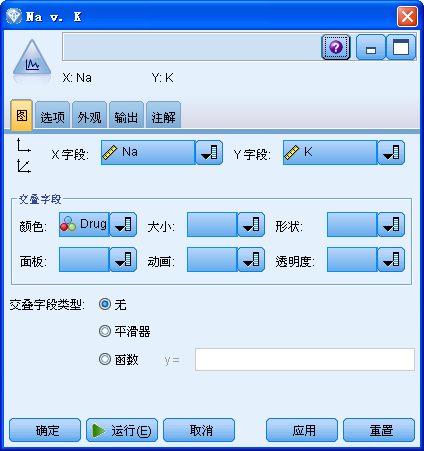 Na v. K
X: Na Y: K
图 选项 外观 输出 注解
X 字段: Na Y 字段: K
交叠字段
颜色: Drug 大小: 形状:
面板: 动画: 透明度:
交叠字段类型: 无
平滑器
函数 y =
确定 运行(E) 取消 应用 重置